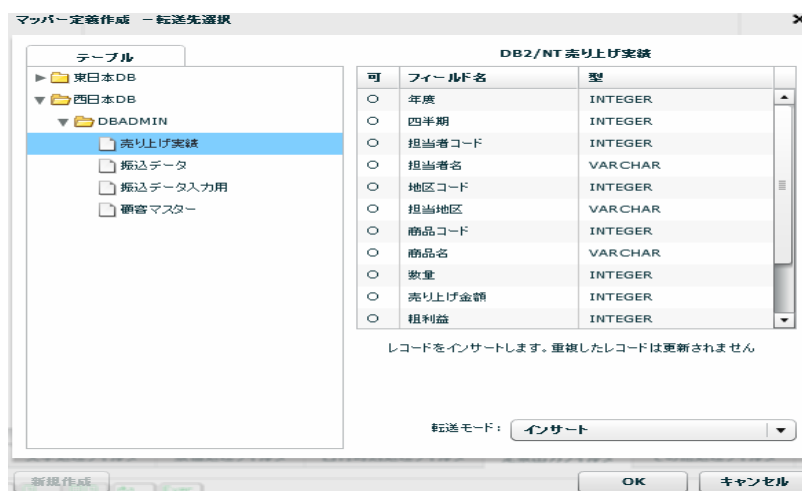 マッパー定義作成 －転送先選択
テーブル
東日本DB
西日本DB
DBADMIN
売り上げ実績
振込データ
振込データ入力用
顧客マスター
DB2/NT 売り上げ実績
可 フィールド名 型
○ 年度 INTEGER
○ 四半期 INTEGER
○ 担当者コード INTEGER
○ 担当者名 VARCHAR
○ 地区コード INTEGER
○ 担当地区 VARCHAR
○ 商品コード INTEGER
○ 商品名 VARCHAR
○ 数量 INTEGER
○ 売り上げ金額 INTEGER
○ 粗利益 INTEGER
レコードをインサートします。重複したレコードは更新されません
転送モード： インサート
新規作成
OK キャンセル